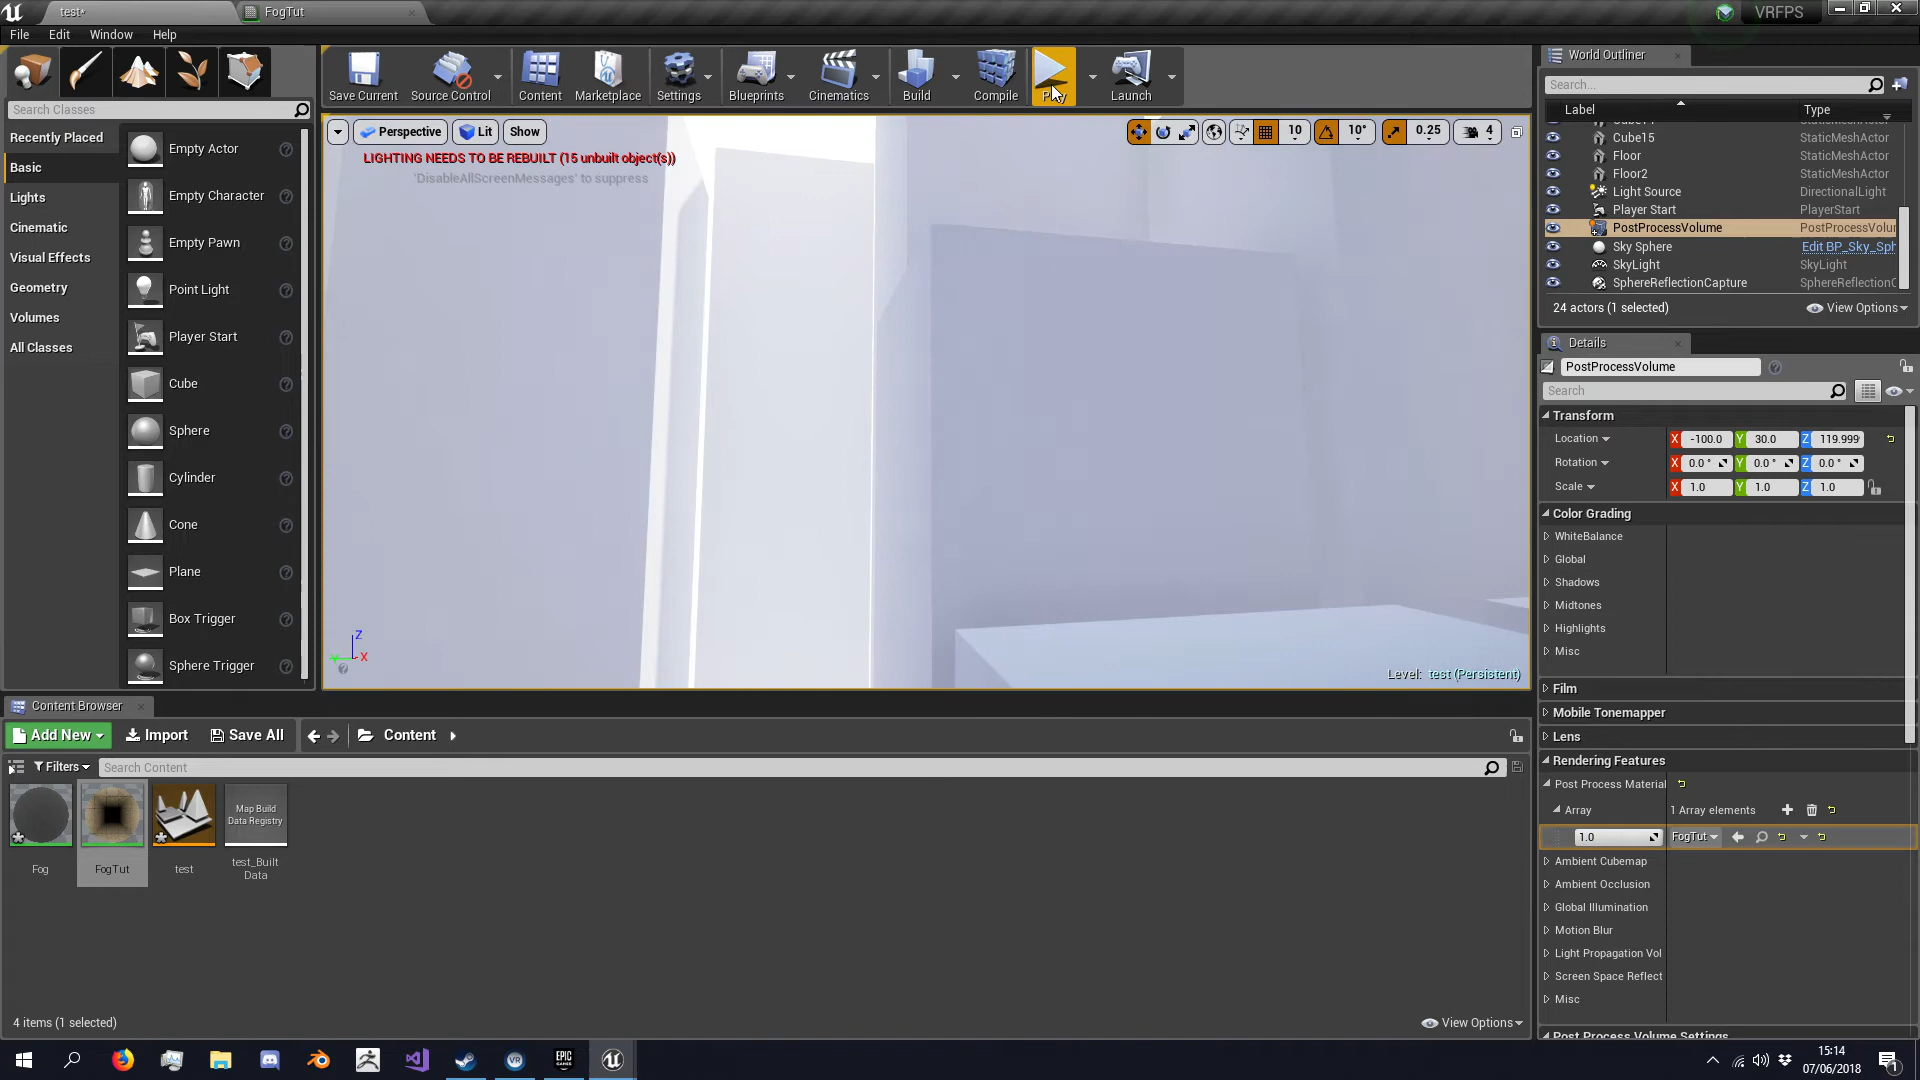 test*
FogTut
VRFPS
File
Edit
Window
Help
Search Classes
Recently Placed
Basic
Lights
Cinematic
Visual Effects
Geometry
Volumes
All Classes
Empty Actor
Empty Character
Empty Pawn
Point Light
Player Start
Cube
Sphere
Cylinder
Cone
Plane
Box Trigger
Sphere Trigger
Save Current
Source Control
Content
Marketplace
Settings
Blueprints
Cinematics
Build
Compile
Play
Launch
Perspective
Lit
Show
10
10°
0.25
4
LIGHTING NEEDS TO BE REBUILT (15 unbuilt object(s))
'DisableAllScreenMessages' to suppress
Z
X
Level: test (Persistent)
World Outliner
Search...
Label
Type
Cube15 StaticMeshActor
Floor StaticMeshActor
Floor2 StaticMeshActor
Light Source DirectionalLight
Player Start PlayerStart
PostProcessVolume PostProcessVolur
Sky Sphere Edit BP_Sky_Sph
SkyLight SkyLight
SphereReflectionCapture SphereReflectionC
24 actors (1 selected)
View Options
Details
PostProcessVolume
Search
Transform
Location X -100.0 Y 30.0 Z 119.999
Rotation X 0.0 ° Y 0.0 ° Z 0.0 °
Scale X 1.0 Y 1.0 Z 1.0
Color Grading
WhiteBalance
Global
Shadows
Midtones
Highlights
Misc
Film
Mobile Tonemapper
Lens
Rendering Features
Post Process Material
Array 1 Array elements
1.0 FogTut
Ambient Cubemap
Ambient Occlusion
Global Illumination
Motion Blur
Light Propagation Vol
Screen Space Reflect
Misc
Post Process Volume Settings
Content Browser
Add New
Import
Save All
Content
Filters
Search Content
Map Build
Data Registry
Fog
FogTut
test
test_Built
Data
4 items (1 selected)
View Options
VR
EPIC
GAMES
15:14
07/06/2018
1